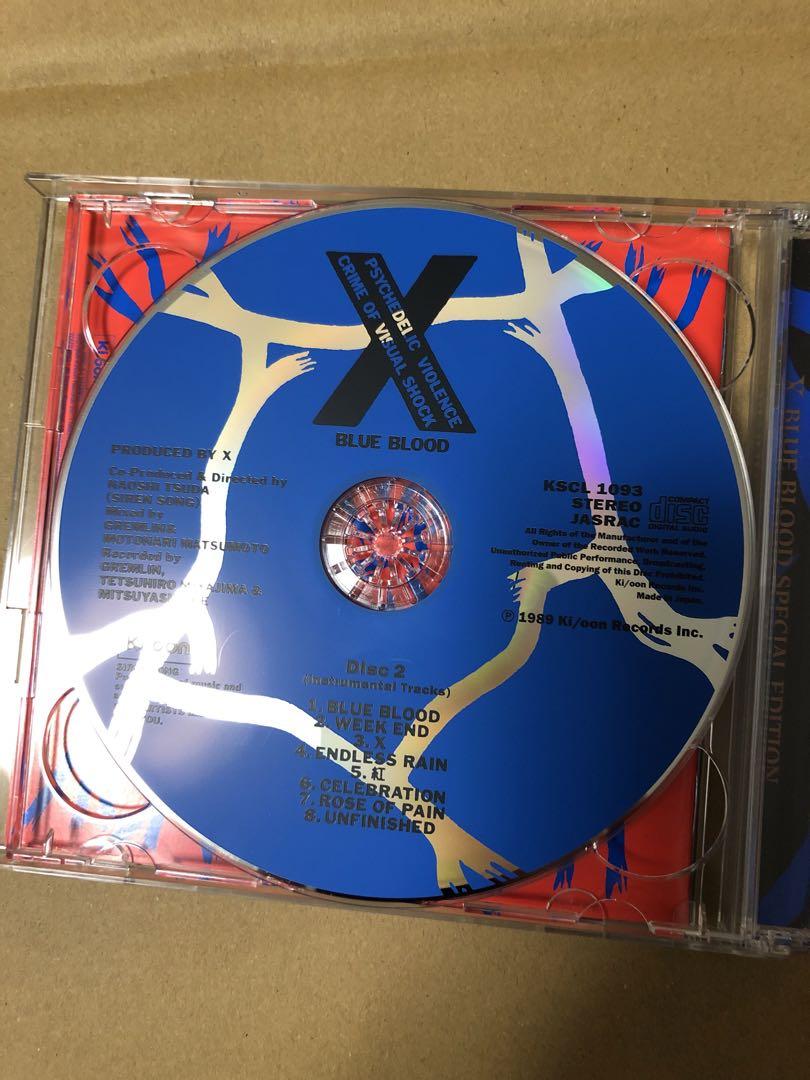 PSYCHEDELIC VIOLENCE
CRIME OF VISUAL SHOCK
X
BLUE BLOOD
PRODUCED BY X
Co-Produced & Directed by
NAOSHI TSUDA
(SIREN SONG)
Mixed by
GREMLIN &
MOTONARI MATSUMOTO
Recorded by
GREMLIN,
TETSUHIRO &
KSCL 1093
STEREO
JASRAC
COMPACT
disc
DIGITAL AUDIO
All Rights of the Manufacturer and of the
Owner of the Recorded Work Reserved.
Unauthorized Public Performance, Broadcasting,
Renting and Copying of this Disc Prohibited.
Ki/oon Records Inc.
Made in Japan.
Ⓟ 1989 Ki/oon Records Inc.
Ki/oon
music and
YOU.
Disc 2
(Instrumental Tracks)
1. BLUE BLOOD
2. WEEK END
3. X
4. ENDLESS RAIN
5. 紅
6. CELEBRATION
7. ROSE OF PAIN
8. UNFINISHED
X BLUE BLOOD SPECIAL EDITION